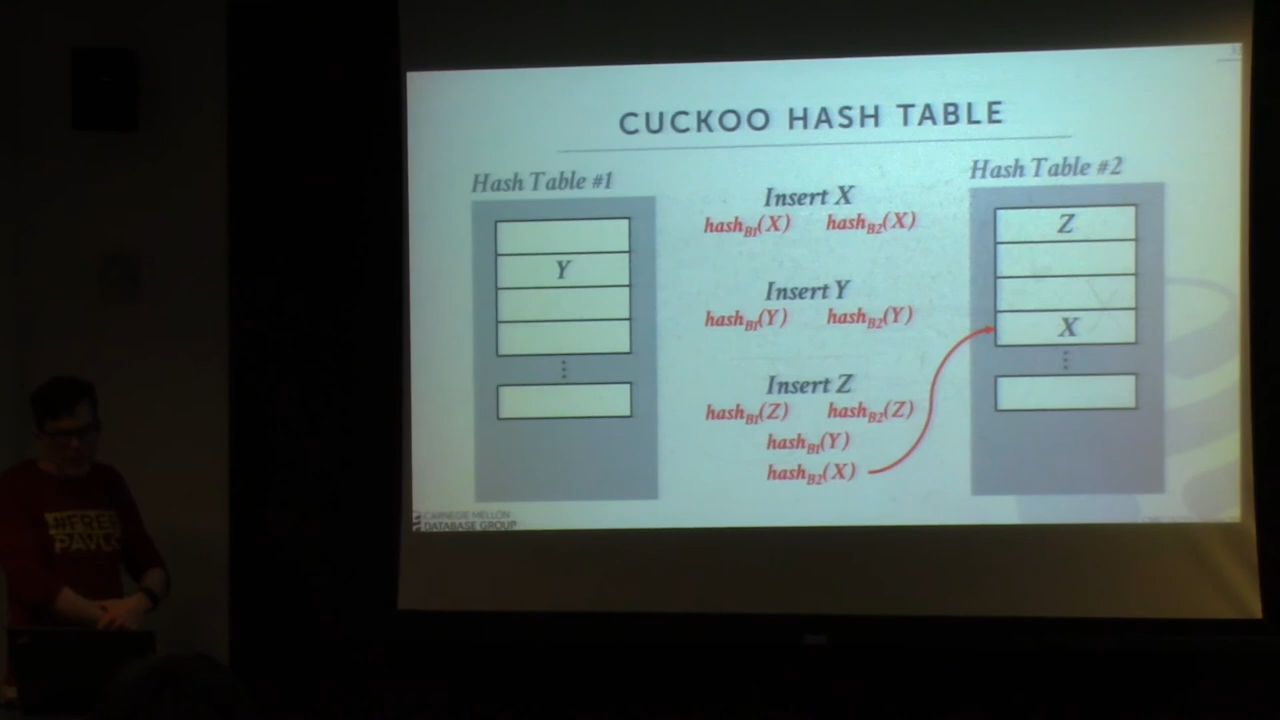 CUCKOO HASH TABLE
Hash Table #1
Y
⋮
Insert X
hashB1(X) hashB2(X)
Insert Y
hashB1(Y) hashB2(Y)
Insert Z
hashB1(Z) hashB2(Z)
hashB1(Y)
hashB2(X)
Hash Table #2
Z
X
⋮
CARNEGIE MELLON
DATABASE GROUP
#FREE
PAVLO